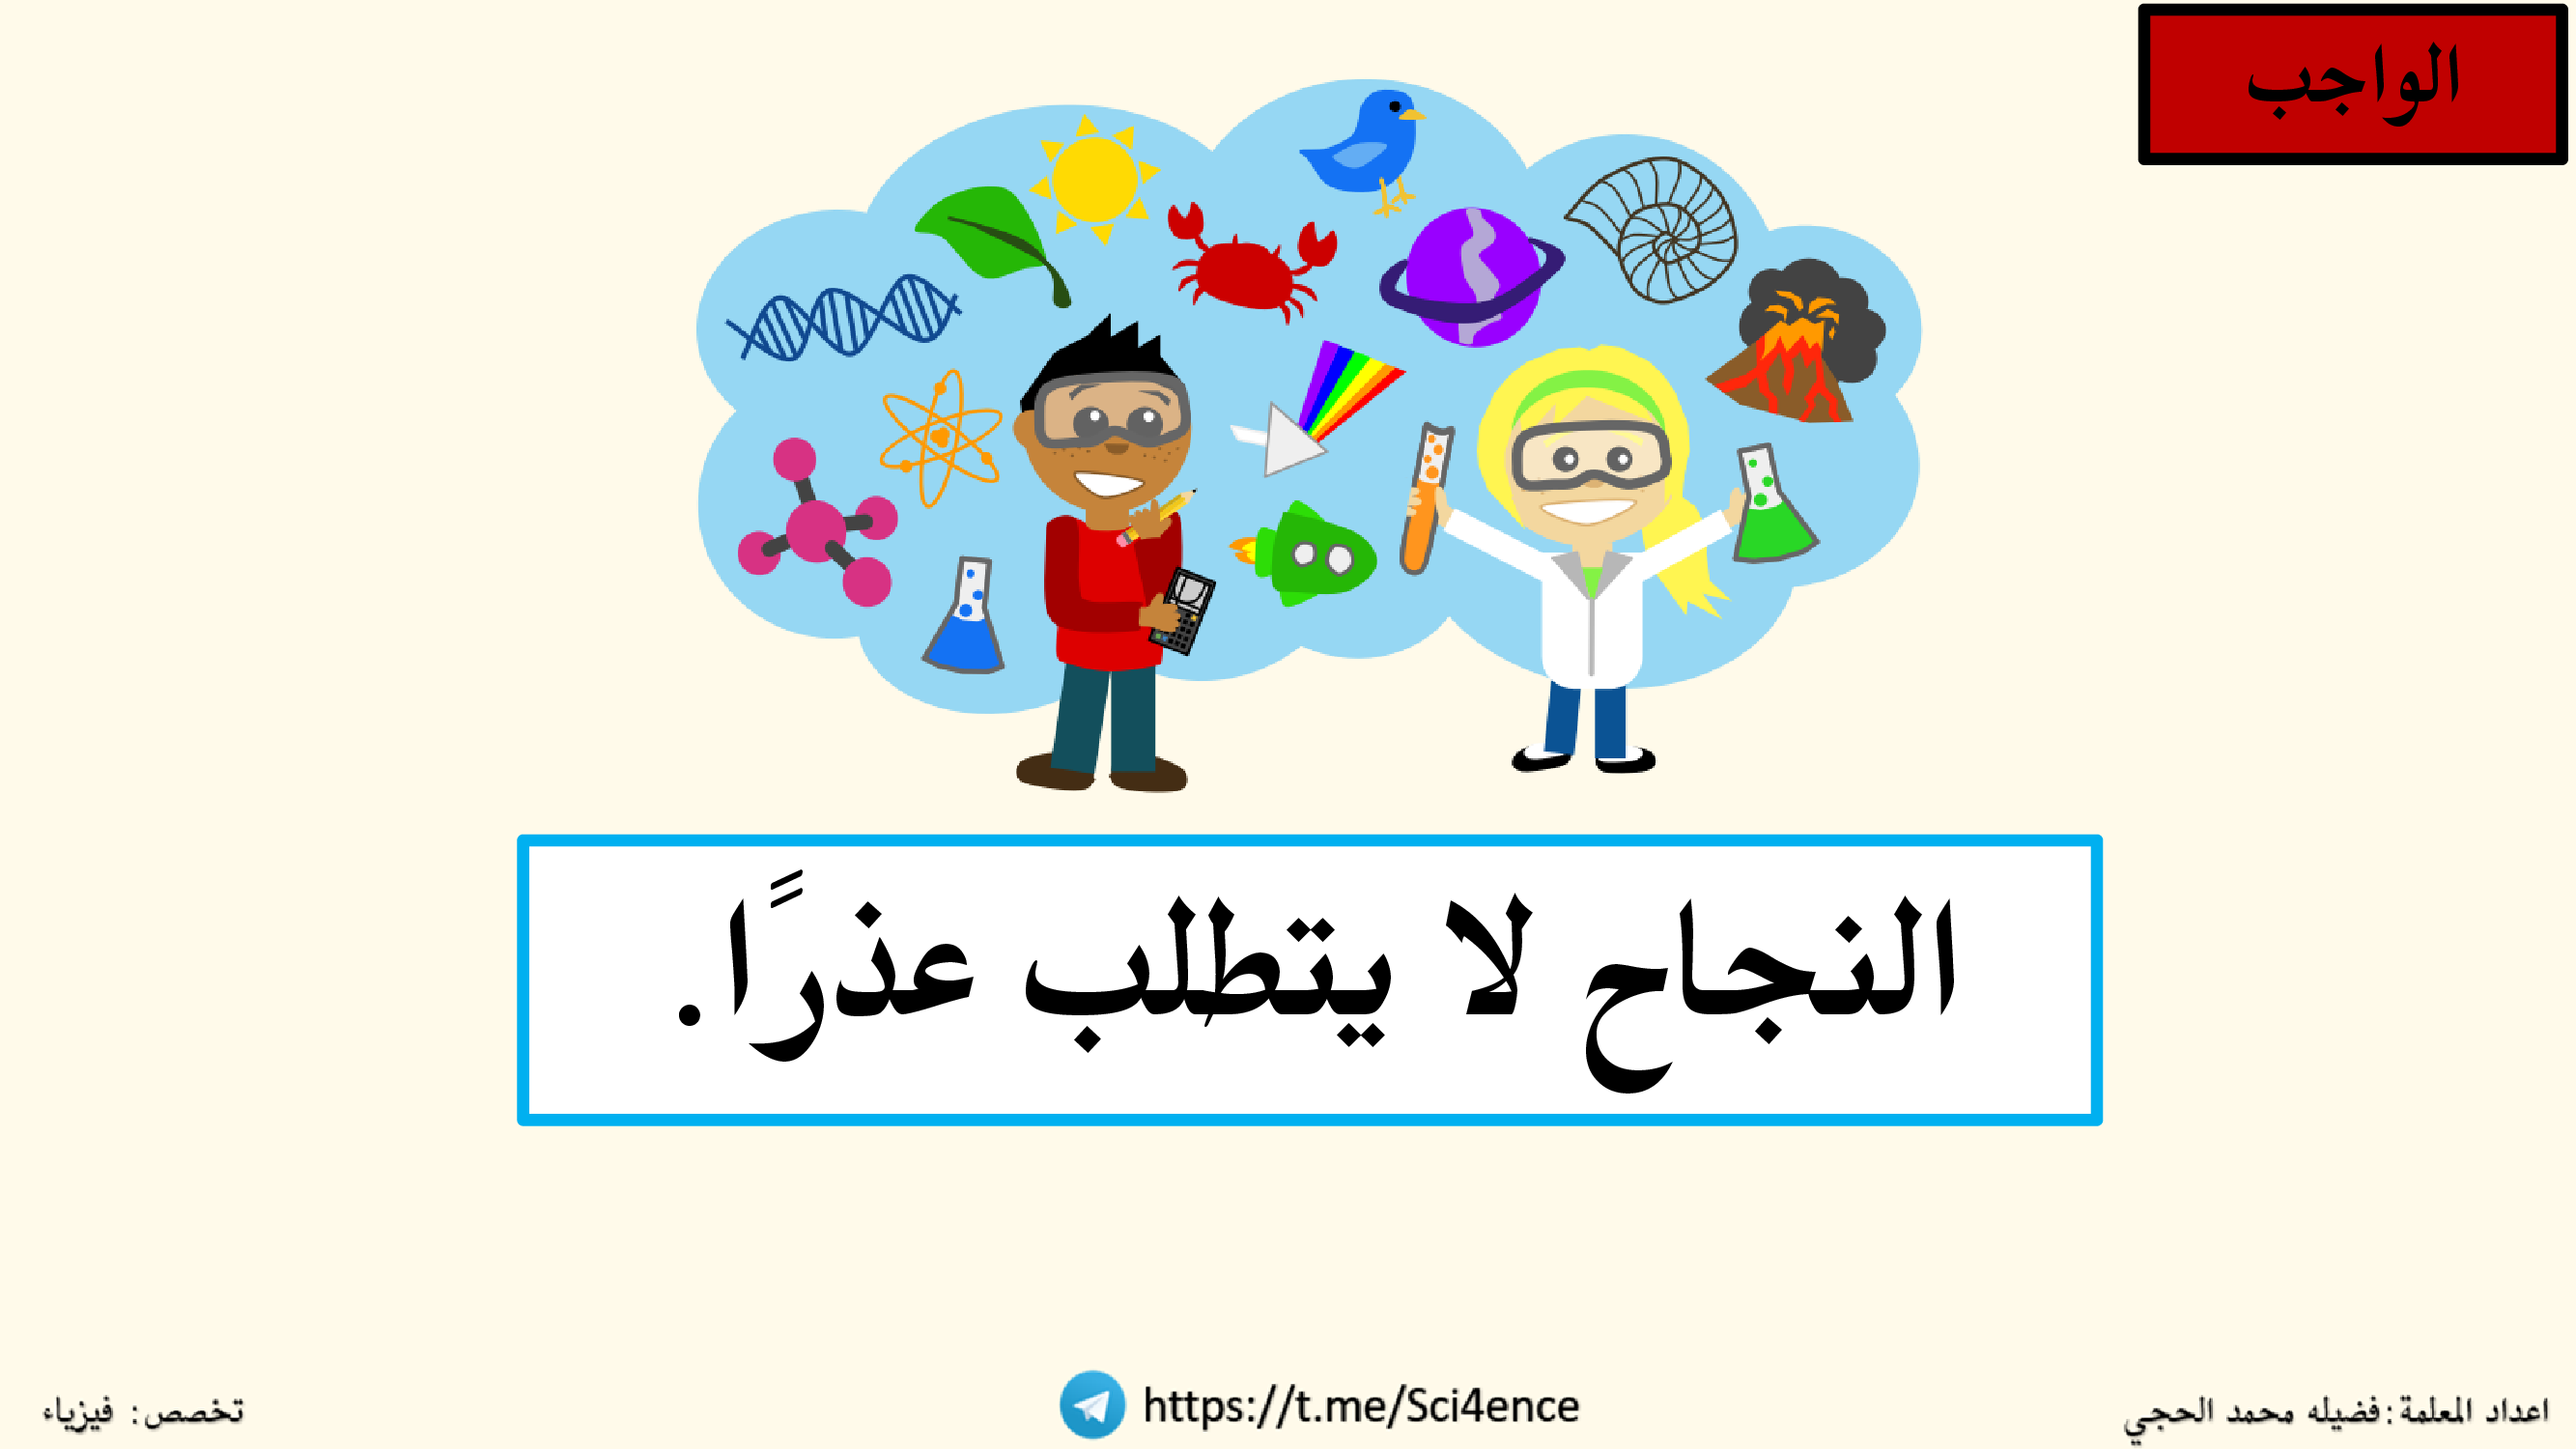 الواجب
النجاح لا يتطلب عذرًا.
اعداد المعلمة:فضيله محمد الحجي
https://t.me/Sci4ence
تخصص: فيزياء